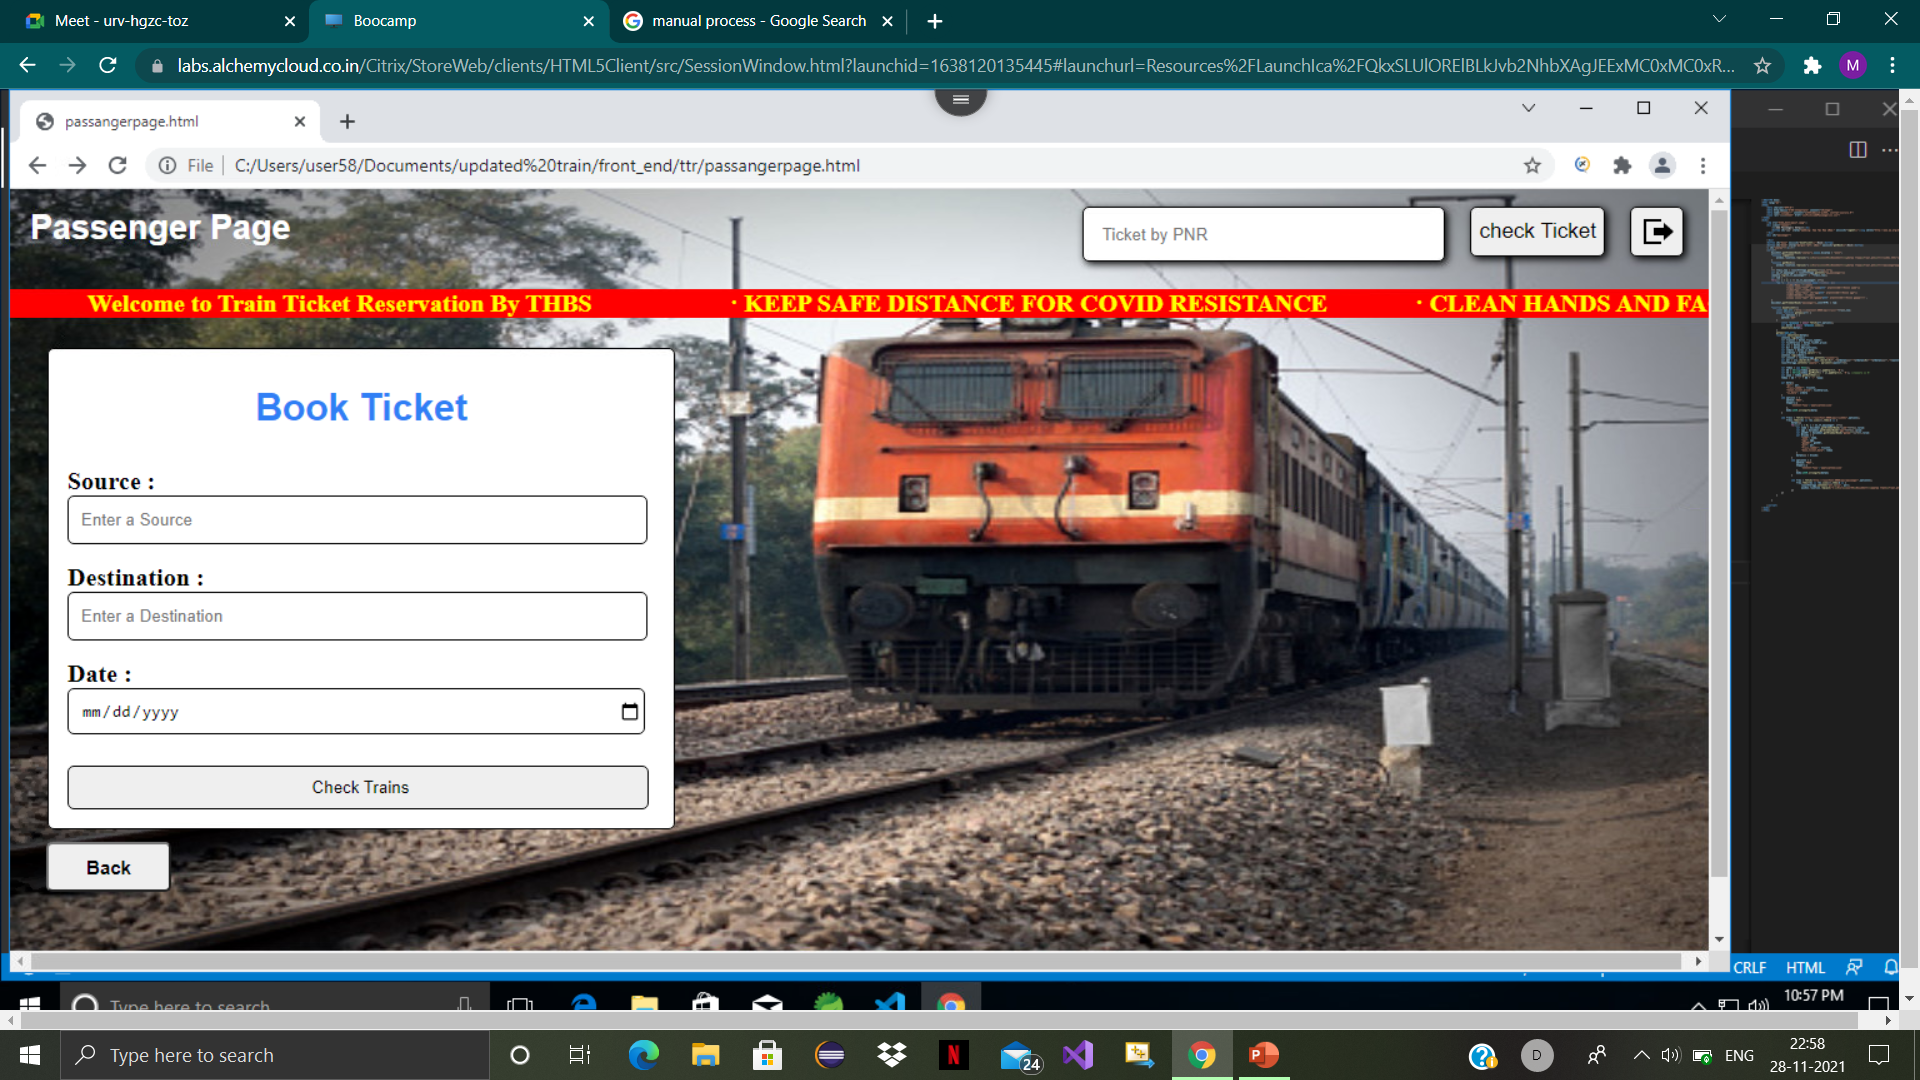 Meet - urv-hgzc-toz
Boocamp
manual process - Google Search
labs.alchemycloud.co.in/Citrix/StoreWeb/clients/HTML5Client/src/SessionWindow.html?launchid=1638120135445#launchurl=Resources%2FLaunchIca%2FQkxSLUlORElBLkJvb2NhbXAgJEExMC0xMC0xR...
M
passangerpage.html
File
C:/Users/user58/Documents/updated%20train/front_end/ttr/passangerpage.html
Passenger Page
Ticket by PNR
check Ticket
Welcome to Train Ticket Reservation By THBS
· KEEP SAFE DISTANCE FOR COVID RESISTANCE
· CLEAN HANDS AND FA
Book Ticket
Source :
Enter a Source
Destination :
Enter a Destination
Date :
mm/dd/yyyy
Check Trains
Back
CRLF
HTML
Type here to search
10:57 PM
Type here to search
N
24
P
D
ENG
22:58
28-11-2021